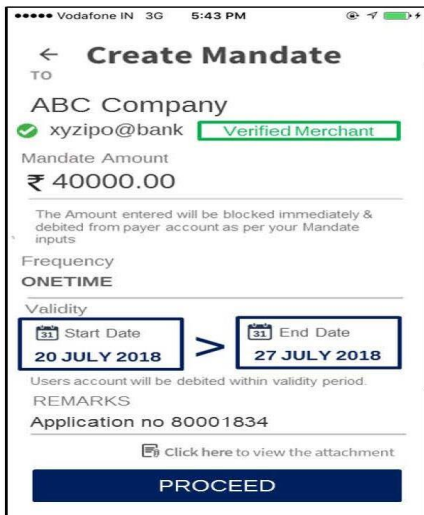 Vodafone IN 3G 5:43 PM
← Create Mandate
TO
ABC Company
xyzipo@bank Verified Merchant
Mandate Amount
₹ 40000.00
The Amount entered will be blocked immediately &
debited from payer account as per your Mandate
inputs
Frequency
ONETIME
Validity
31 Start Date > 31 End Date
20 JULY 2018 27 JULY 2018
Users account will be debited within validity period.
REMARKS
Application no 80001834
Click here to view the attachment
PROCEED